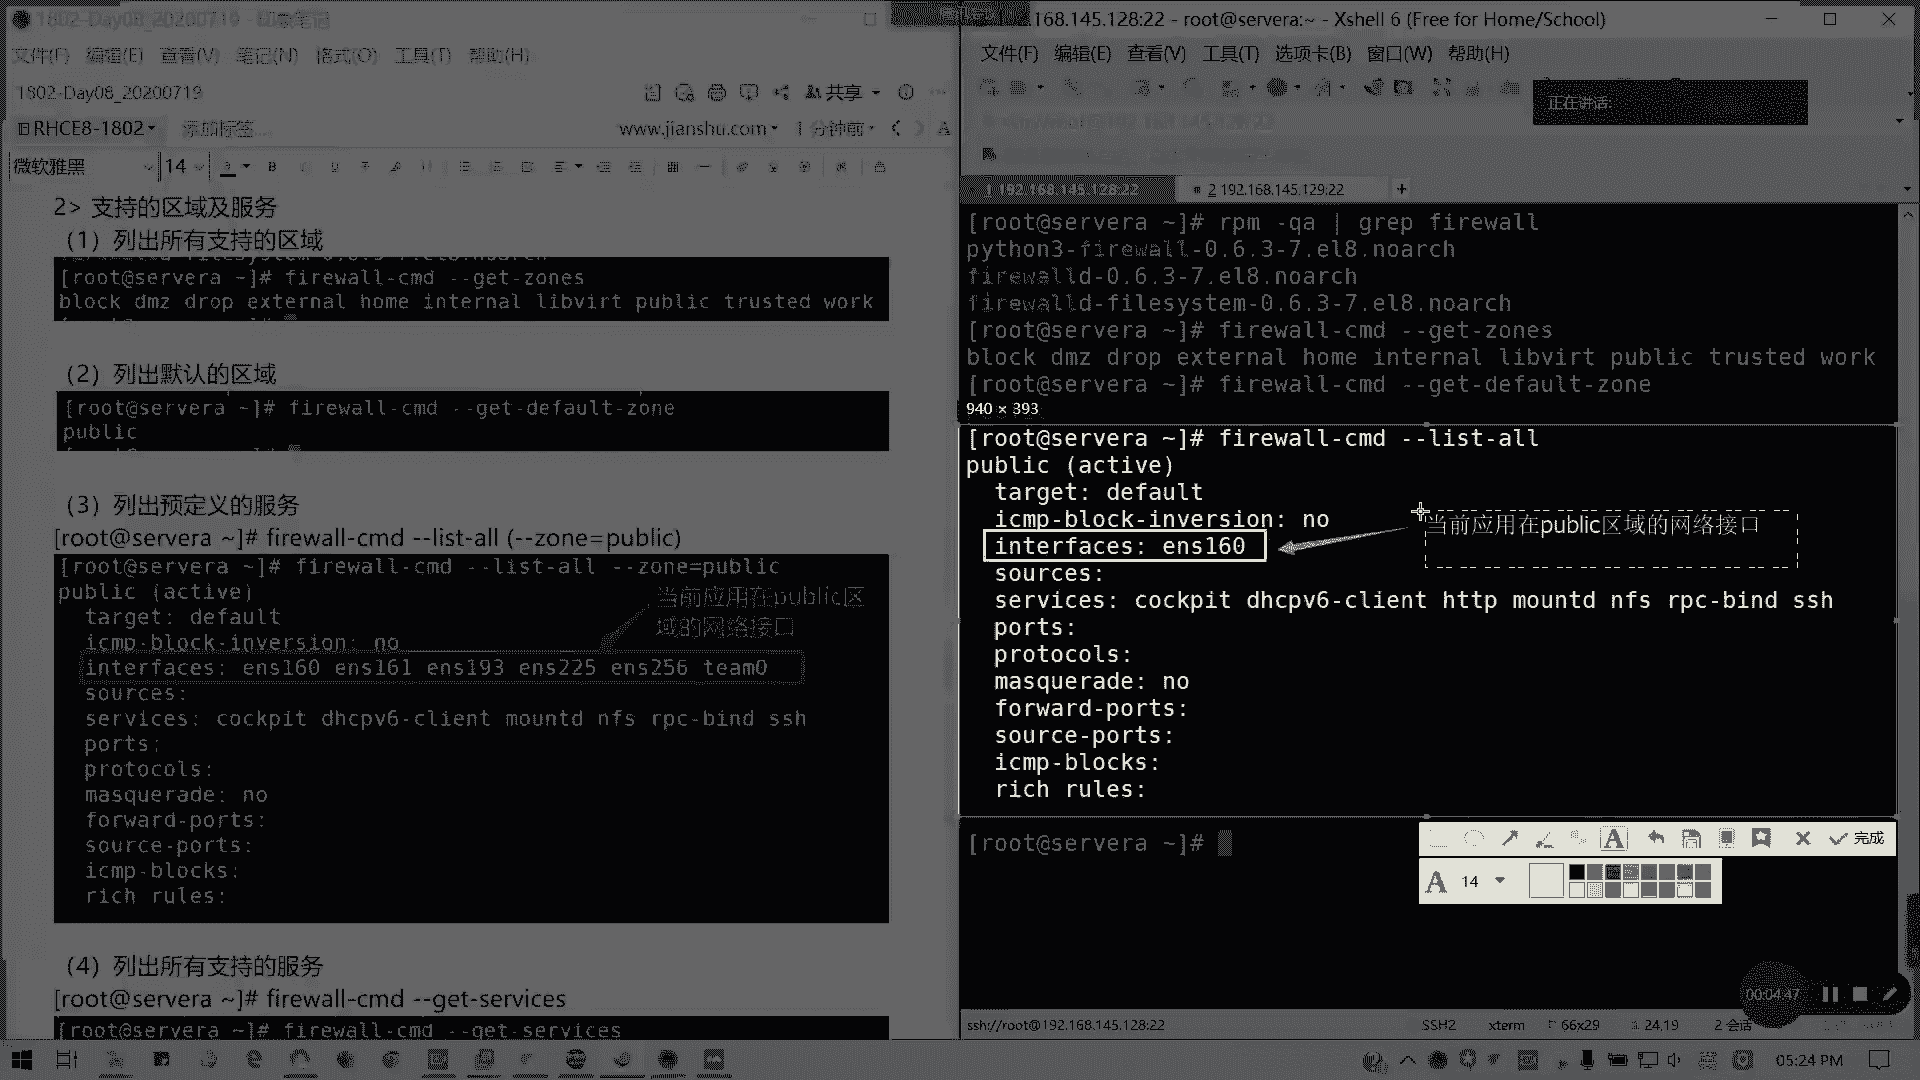 1802-Day08_20200719 - 印象笔记
文件(F) 编辑(E) 查看(V) 笔记(N) 格式(O) 工具(T) 帮助(H)
1802-Day08_20200719
共享
RHCE8-1802
添加标签...
www.jianshu.com
1 分钟前
微软雅黑
14
2> 支持的区域及服务
（1）列出所有支持的区域
[root@servera ~]# firewall-cmd --get-zones
block dmz drop external home internal libvirt public trusted work
（2）列出默认的区域
[root@servera ~]# firewall-cmd --get-default-zone
public
（3）列出预定义的服务
[root@servera ~]# firewall-cmd --list-all (--zone=public)
[root@servera ~]# firewall-cmd --list-all --zone=public
public (active)
target: default
icmp-block-inversion: no
interfaces: ens160 ens161 ens193 ens225 ens256 team0
sources:
services: cockpit dhcpv6-client mountd nfs rpc-bind ssh
ports:
protocols:
masquerade: no
forward-ports:
source-ports:
icmp-blocks:
rich rules:
当前应用在public区
域的网络接口
（4）列出所有支持的服务
[root@servera ~]# firewall-cmd --get-services
[root@servera ~]# firewall-cmd --get-services
.168.145.128:22 - root@servera:~ - Xshell 6 (Free for Home/School)
文件(F) 编辑(E) 查看(V) 工具(T) 选项卡(B) 窗口(W) 帮助(H)
正在讲话:
1 192.168.145.128:22
2 192.168.145.129:22
[root@servera ~]# rpm -qa | grep firewall
python3-firewall-0.6.3-7.el8.noarch
firewalld-0.6.3-7.el8.noarch
firewalld-filesystem-0.6.3-7.el8.noarch
[root@servera ~]# firewall-cmd --get-zones
block dmz drop external home internal libvirt public trusted work
[root@servera ~]# firewall-cmd --get-default-zone
940 × 393
[root@servera ~]# firewall-cmd --list-all
public (active)
target: default
icmp-block-inversion: no
interfaces: ens160
当前应用在public区域的网络接口
sources:
services: cockpit dhcpv6-client http mountd nfs rpc-bind ssh
ports:
protocols:
masquerade: no
forward-ports:
source-ports:
icmp-blocks:
rich rules:
[root@servera ~]#
完成
A 14
00:04:47
ssh://root@192.168.145.128:22
SSH2
xterm
66x29
24,19
2 会话
05:24 PM